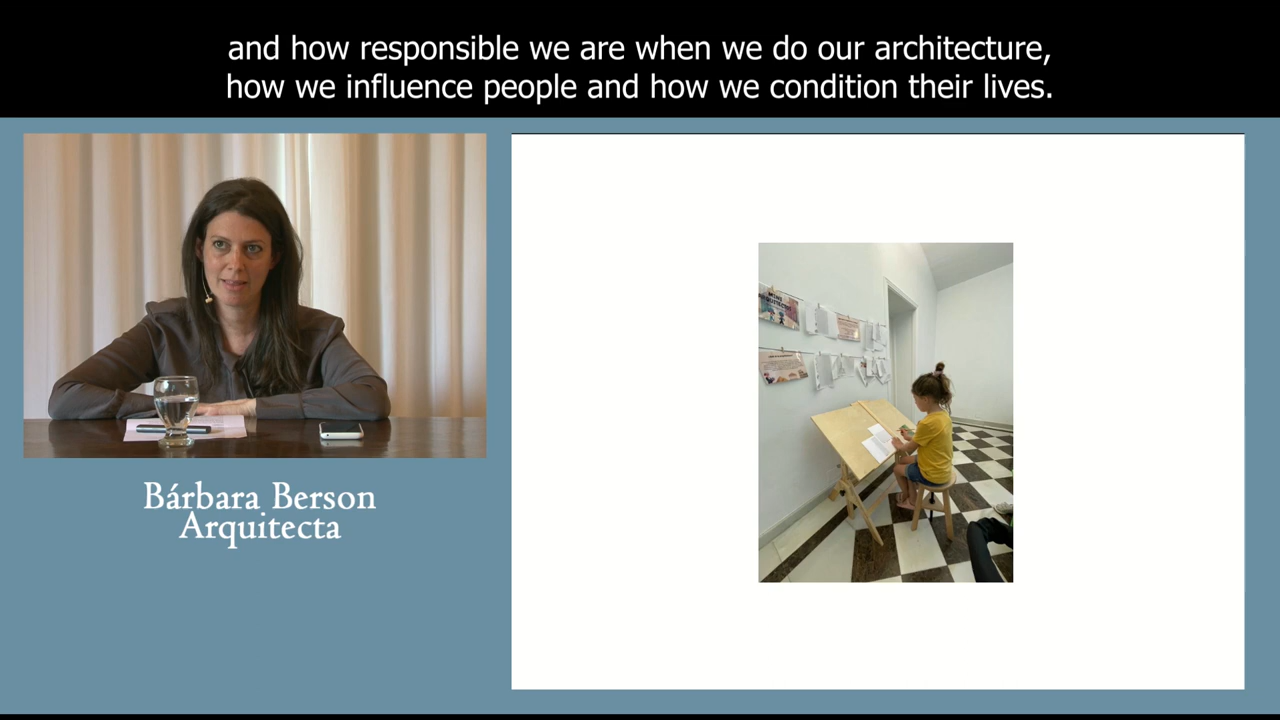 and how responsible we are when we do our architecture,
how we influence people and how we condition their lives.
Bárbara Berson
Arquitecta